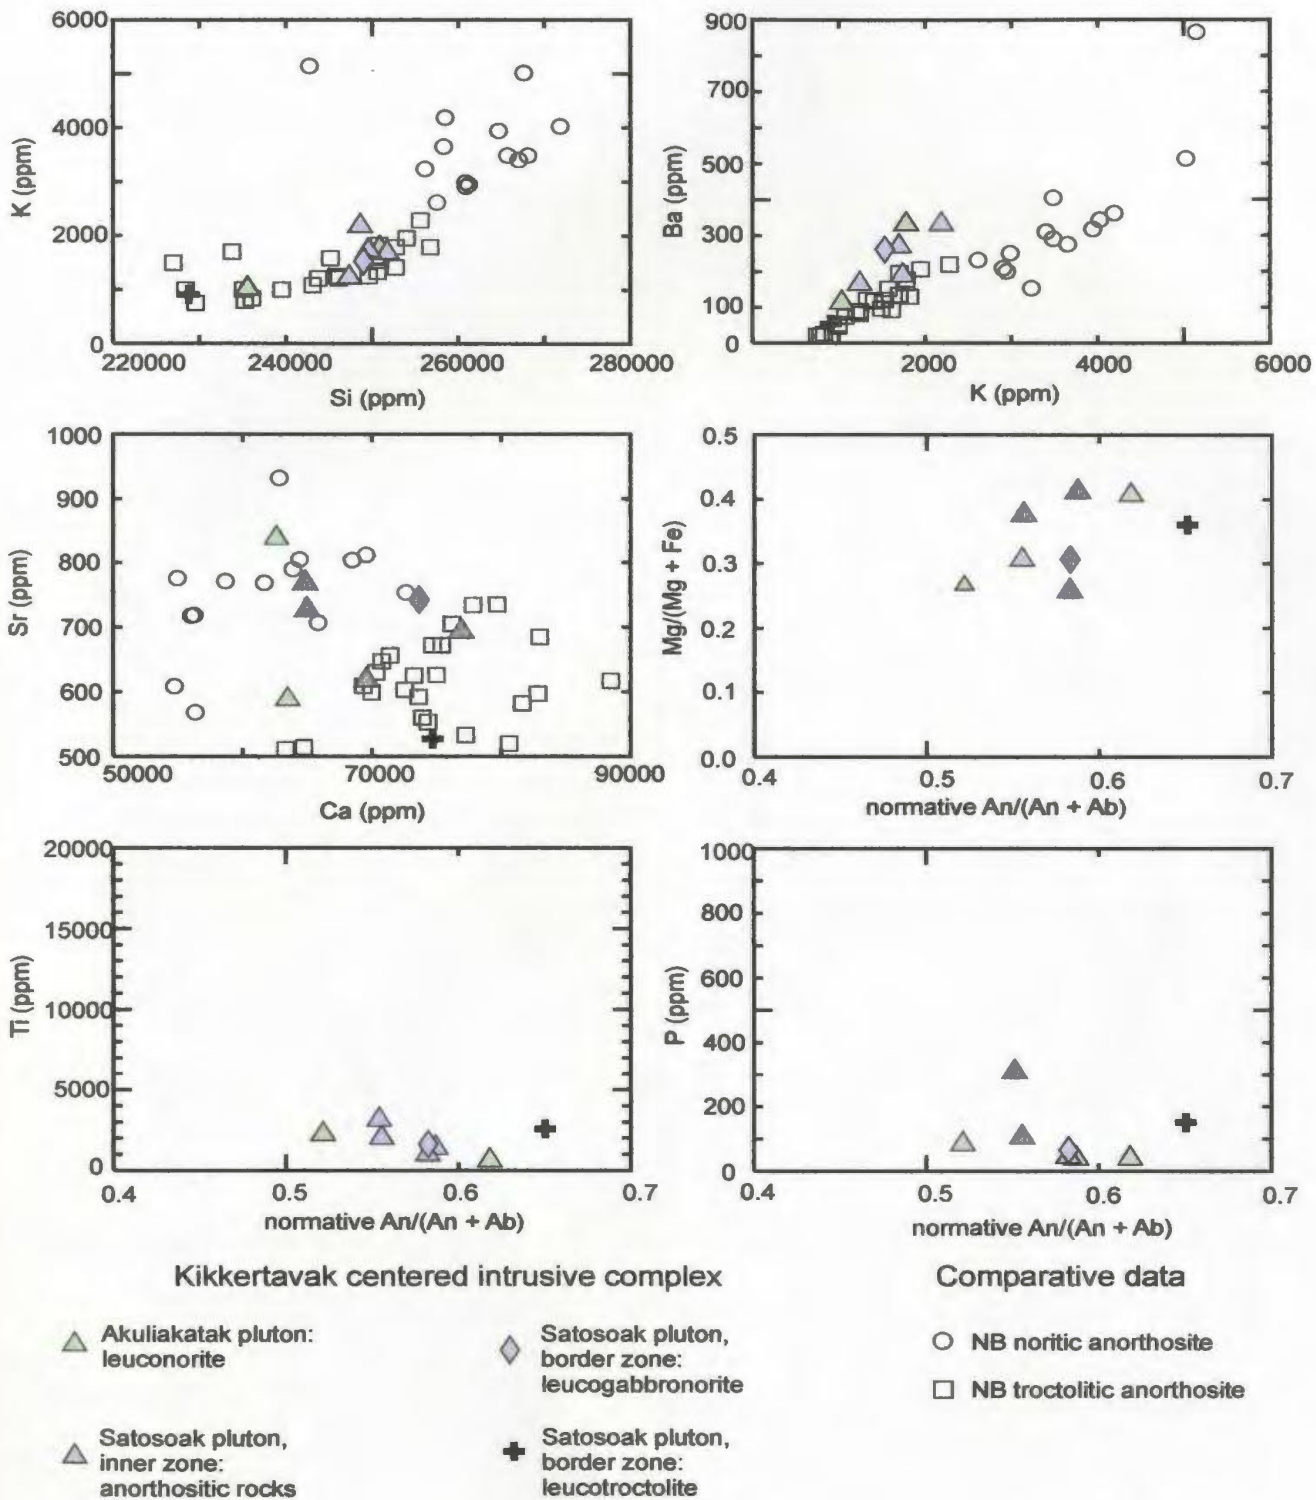 6000
4000
2000
0
K (ppm)
220000 240000 260000 280000
Si (ppm)
900
700
500
300
100
0
Ba (ppm)
2000 4000 6000
K (ppm)
1000
900
800
700
600
500
Sr (ppm)
50000 70000 90000
Ca (ppm)
0.5
0.4
0.3
0.2
0.1
0.0
Mg/(Mg + Fe)
0.4 0.5 0.6 0.7
normative An/(An + Ab)
20000
15000
10000
5000
0
Ti (ppm)
0.4 0.5 0.6 0.7
normative An/(An + Ab)
1000
800
600
400
200
0
P (ppm)
0.4 0.5 0.6 0.7
normative An/(An + Ab)
Kikkertavak centered intrusive complex
Akuliakatak pluton:
leuconorite
Satosoak pluton,
inner zone:
anorthositic rocks
Satosoak pluton,
border zone:
leucogabbronorite
Satosoak pluton,
border zone:
leucotroctolite
Comparative data
NB noritic anorthosite
NB troctolitic anorthosite